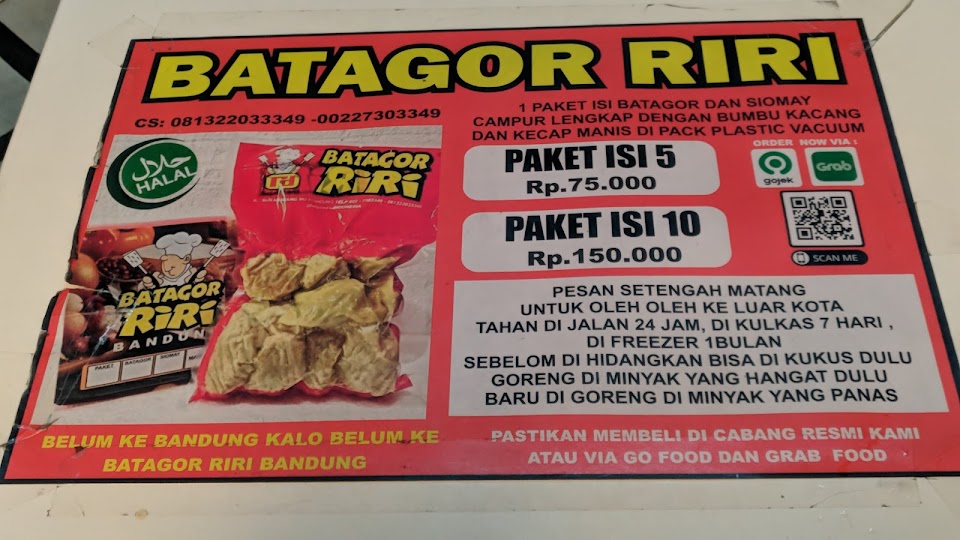 BATAGOR RIRI
CS: 081322033349 -00227303349
1 PAKET ISI BATAGOR DAN SIOMAY
CAMPUR LENGKAP DENGAN BUMBU KACANG
DAN KECAP MANIS DI PACK PLASTIC VACUUM
حلال
HALAL
BATAGOR
RIRI
BATAGOR
RIRI
BANDUNG
PAKET BATAGOR SIOMAY
PAKET ISI 5
Rp.75.000
PAKET ISI 10
Rp.150.000
ORDER NOW VIA :
gojek
Grab
SCAN ME
PESAN SETENGAH MATANG
UNTUK OLEH OLEH KE LUAR KOTA
TAHAN DI JALAN 24 JAM, DI KULKAS 7 HARI ,
DI FREEZER 1BULAN
SEBELOM DI HIDANGKAN BISA DI KUKUS DULU
GORENG DI MINYAK YANG HANGAT DULU
BARU DI GORENG DI MINYAK YANG PANAS
BELUM KE BANDUNG KALO BELUM KE
BATAGOR RIRI BANDUNG
PASTIKAN MEMBELI DI CABANG RESMI KAMI
ATAU VIA GO FOOD DAN GRAB FOOD